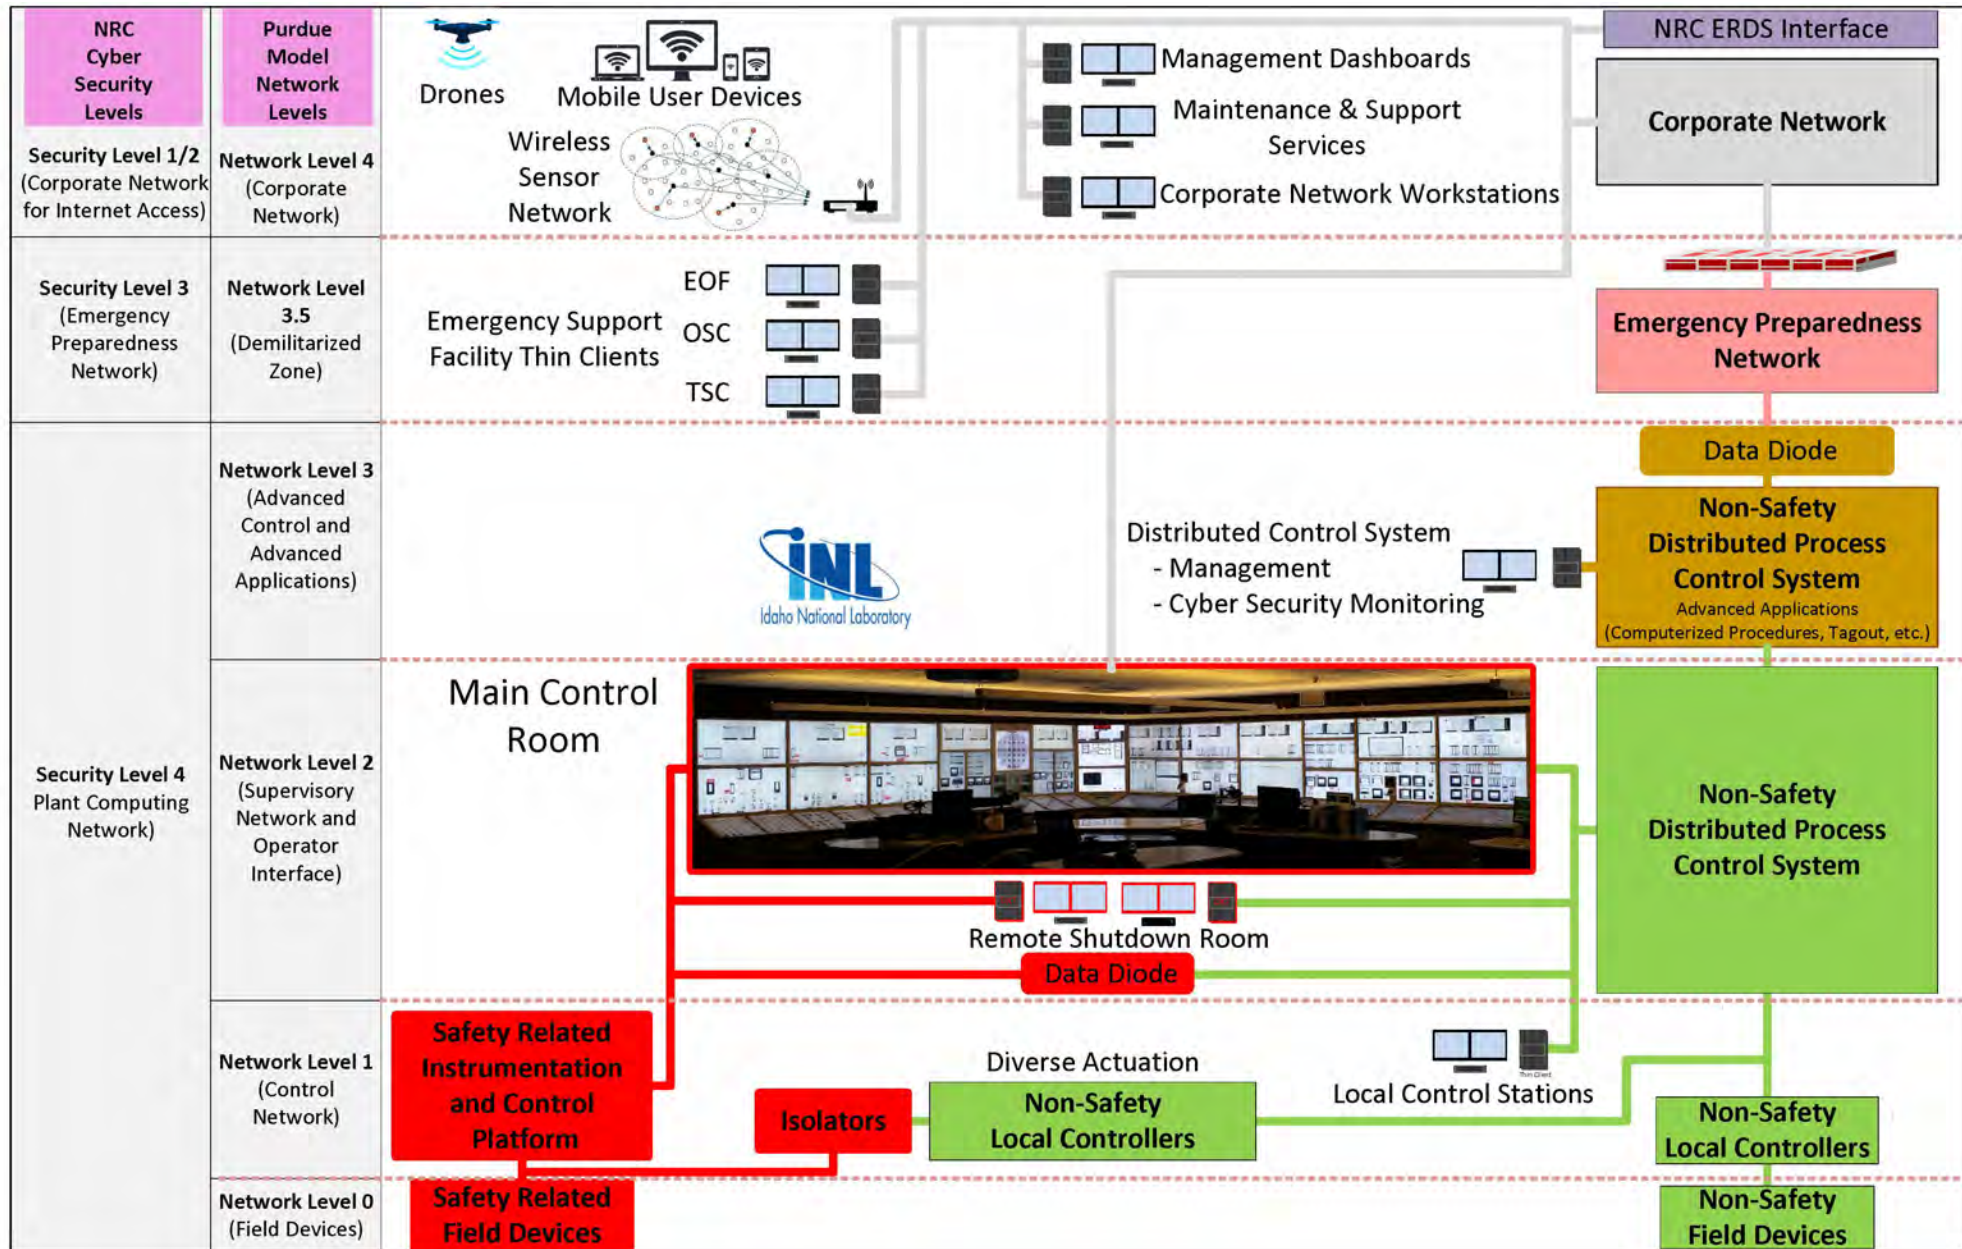 NRC
Cyber
Security
Levels
Purdue
Model
Network
Levels
Security Level 1/2
(Corporate Network
for Internet Access)
Network Level 4
(Corporate
Network)
Drones
Mobile User Devices
Wireless
Sensor
Network
Management Dashboards
Maintenance & Support
Services
Corporate Network Workstations
NRC ERDS Interface
Corporate Network
Security Level 3
(Emergency
Preparedness
Network)
Network Level
3.5
(Demilitarized
Zone)
Emergency Support
Facility Thin Clients
EOF
OSC
TSC
Emergency Preparedness
Network
Security Level 4
Plant Computing
Network)
Network Level 3
(Advanced
Control and
Advanced
Applications)
INL
Idaho National Laboratory
Distributed Control System
- Management
- Cyber Security Monitoring
Data Diode
Non-Safety
Distributed Process
Control System
Advanced Applications
(Computerized Procedures, Tagout, etc.)
Network Level 2
(Supervisory
Network and
Operator
Interface)
Main Control
Room
Remote Shutdown Room
Data Diode
Non-Safety
Distributed Process
Control System
Network Level 1
(Control
Network)
Safety Related
Instrumentation
and Control
Platform
Isolators
Diverse Actuation
Non-Safety
Local Controllers
Thin Client
Local Control Stations
Non-Safety
Local Controllers
Network Level 0
(Field Devices)
Safety Related
Field Devices
Non-Safety
Field Devices